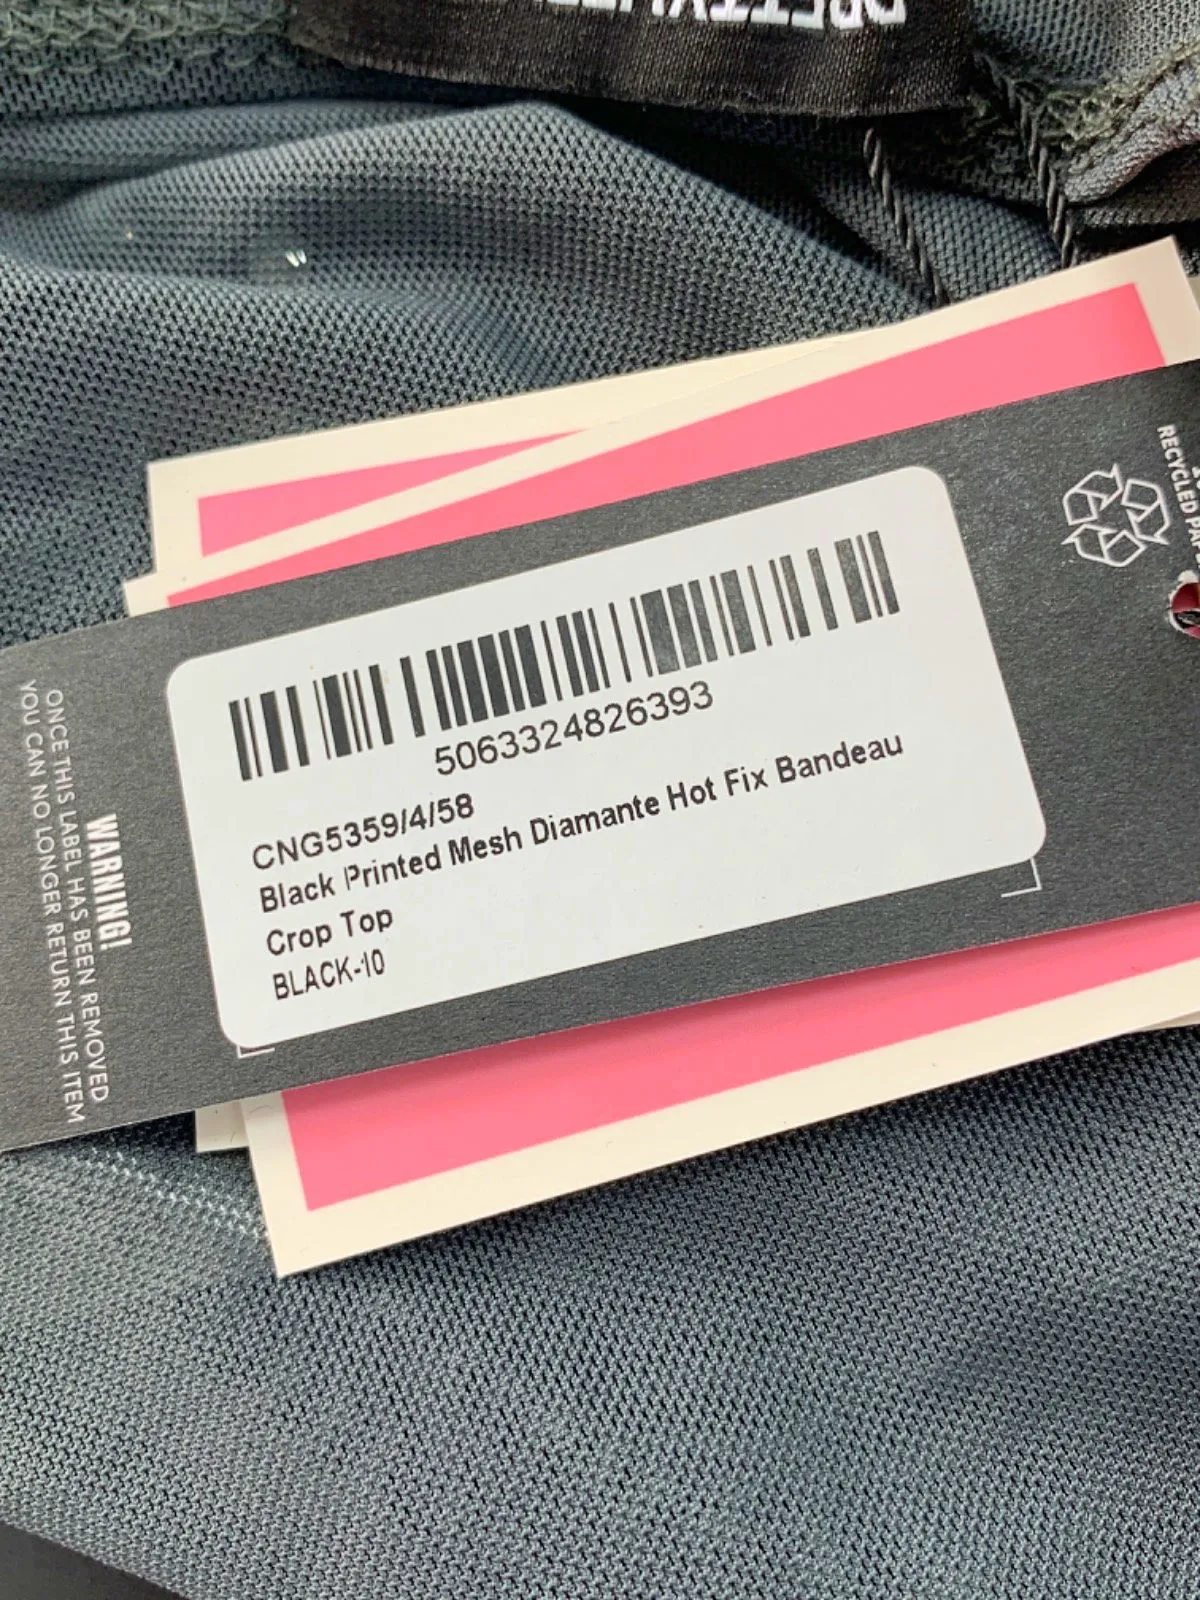 5063324826393
CNG5359/4/58
Black Printed Mesh Diamante Hot Fix Bandeau
Crop Top
BLACK-10
WARNING!
ONCE THIS LABEL HAS BEEN REMOVED
YOU CAN NO LONGER RETURN THIS ITEM
RECYCLED